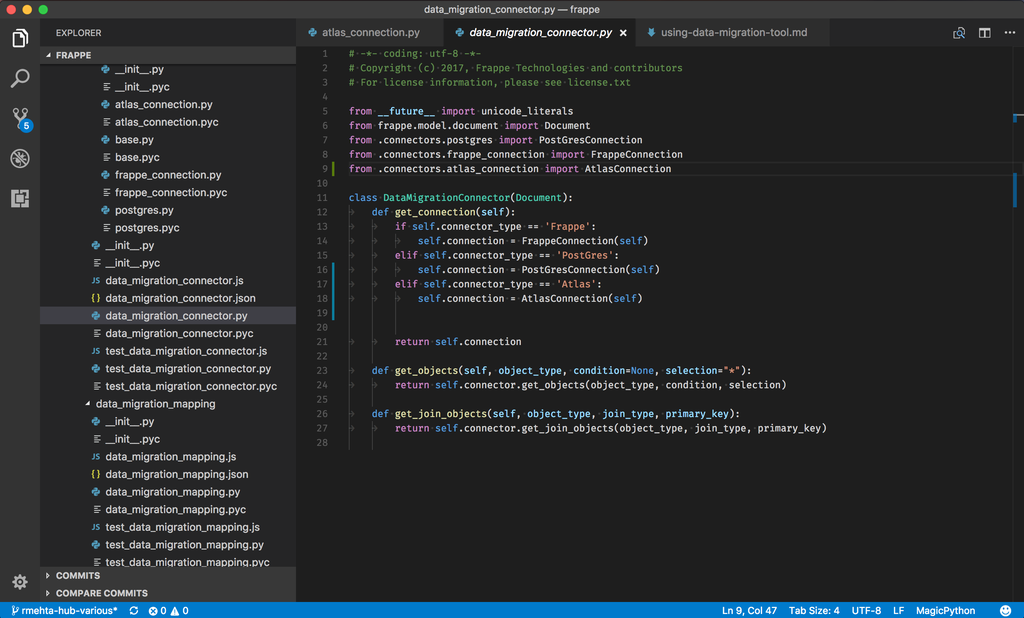 data_migration_connector.py — frappe
EXPLORER
atlas_connection.py
data_migration_connector.py ×
using-data-migration-tool.md
FRAPPE
__init__.py
__init__.pyc
atlas_connection.py
atlas_connection.pyc
base.py
base.pyc
frappe_connection.py
frappe_connection.pyc
postgres.py
postgres.pyc
__init__.py
__init__.pyc
JS data_migration_connector.js
{} data_migration_connector.json
data_migration_connector.py
data_migration_connector.pyc
JS test_data_migration_connector.js
test_data_migration_connector.py
test_data_migration_connector.pyc
data_migration_mapping
__init__.py
__init__.pyc
JS data_migration_mapping.js
{} data_migration_mapping.json
data_migration_mapping.py
data_migration_mapping.pyc
JS test_data_migration_mapping.js
test_data_migration_mapping.py
test_data_migration_mapping.pyc
COMMITS
COMPARE COMMITS
5
1 # -*- coding: utf-8 -*-
2 # Copyright (c) 2017, Frappe Technologies and contributors
3 # For license information, please see license.txt
4
5 from __future__ import unicode_literals
6 from frappe.model.document import Document
7 from .connectors.postgres import PostGresConnection
8 from .connectors.frappe_connection import FrappeConnection
9 from .connectors.atlas_connection import AtlasConnection
10
11 class DataMigrationConnector(Document):
12 def get_connection(self):
13 if self.connector_type == 'Frappe':
14 self.connection = FrappeConnection(self)
15 elif self.connector_type == 'PostGres':
16 self.connection = PostGresConnection(self)
17 elif self.connector_type == 'Atlas':
18 self.connection = AtlasConnection(self)
19
20
21 return self.connection
22
23 def get_objects(self, object_type, condition=None, selection="*"):
24 return self.connector.get_objects(object_type, condition, selection)
25
26 def get_join_objects(self, object_type, join_type, primary_key):
27 return self.connector.get_join_objects(object_type, join_type, primary_key)
28
rmehta-hub-various* 0 0 Ln 9, Col 47 Tab Size: 4 UTF-8 LF MagicPython